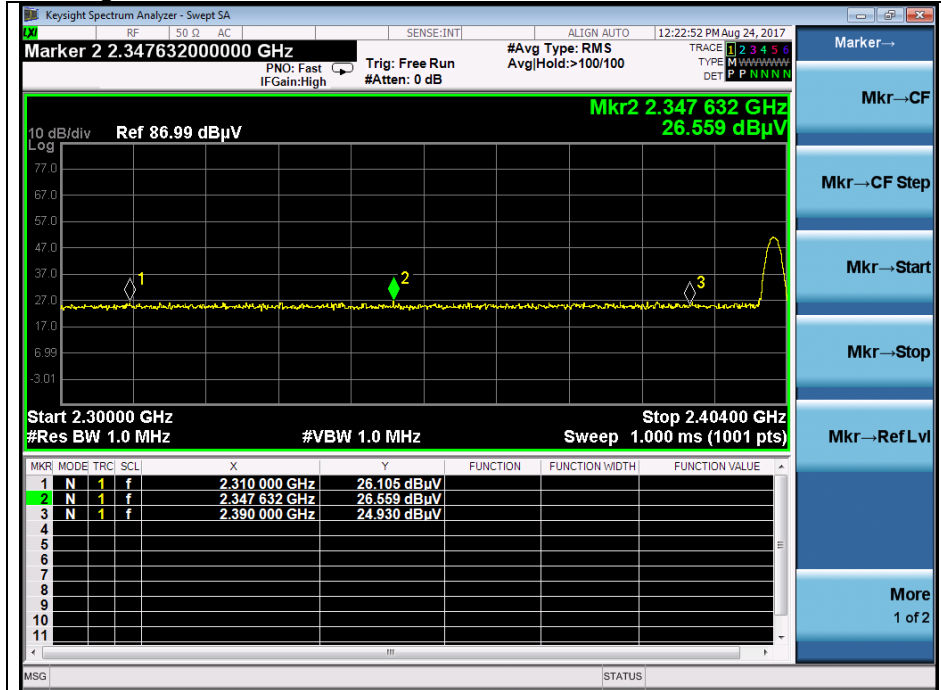 Keysight Spectrum Analyzer - Swept SA
LXI RF 50 Ω AC SENSE:INT ALIGN AUTO 12:22:52 PM Aug 24, 2017
Marker 2 2.347632000000 GHz
PNO: Fast
IFGain:High
Trig: Free Run
#Atten: 0 dB
#Avg Type: RMS
Avg|Hold:>100/100
TRACE 1 2 3 4 5 6
TYPE M WWWWW
DET P P N N N N
Mkr2 2.347 632 GHz
26.559 dBµV
10 dB/div Ref 86.99 dBµV
Log
77.0
67.0
57.0
47.0
37.0
27.0
17.0
6.99
-3.01
1
2
3
Start 2.30000 GHz Stop 2.40400 GHz
#Res BW 1.0 MHz #VBW 1.0 MHz Sweep 1.000 ms (1001 pts)
MKR MODE TRC SCL X Y FUNCTION FUNCTION WIDTH FUNCTION VALUE
1 N 1 f 2.310 000 GHz 26.105 dBµV
2 N 1 f 2.347 632 GHz 26.559 dBµV
3 N 1 f 2.390 000 GHz 24.930 dBµV
4
5
6
7
8
9
10
11
MSG STATUS
Marker→
Mkr→CF
Mkr→CF Step
Mkr→Start
Mkr→Stop
Mkr→Ref Lvl
More
1 of 2